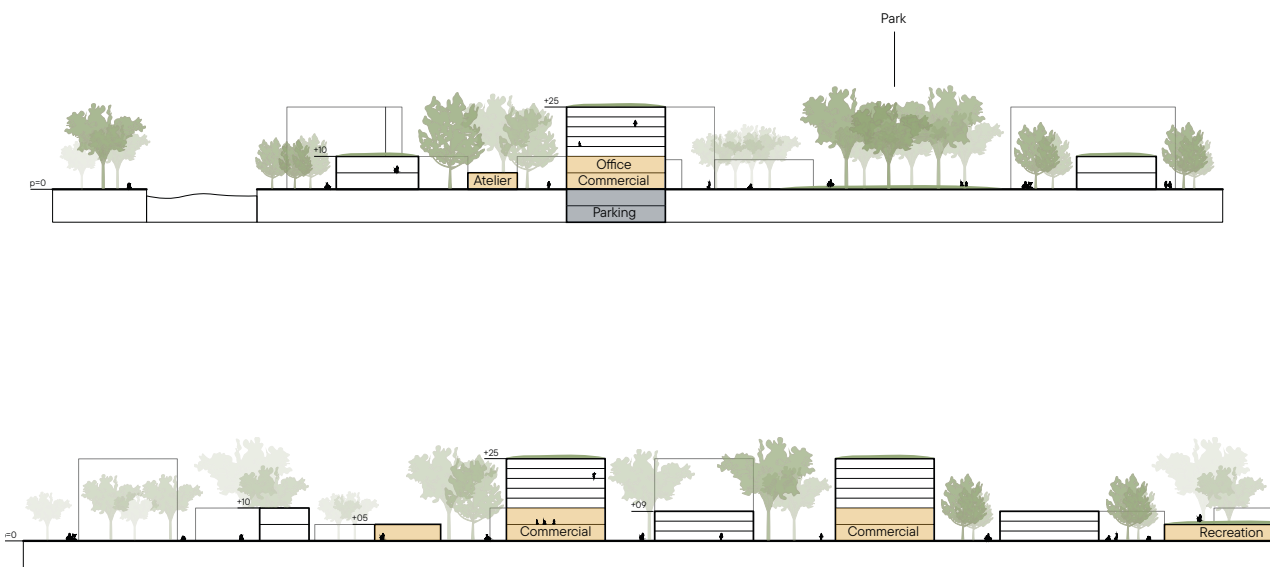 Park
+25
+10
Office
Atelier
Commercial
p=0
Parking
+25
+10
+09
+05
Commercial
Commercial
Recreation
=0